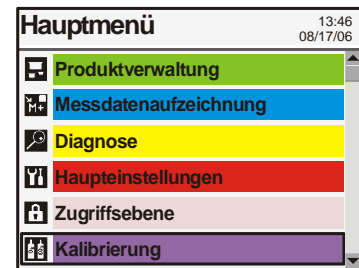 Hauptmenü
13:46
08/17/06
Produktverwaltung
M+ Messdatenaufzeichnung
Diagnose
Haupteinstellungen
Zugriffsebene
Kalibrierung